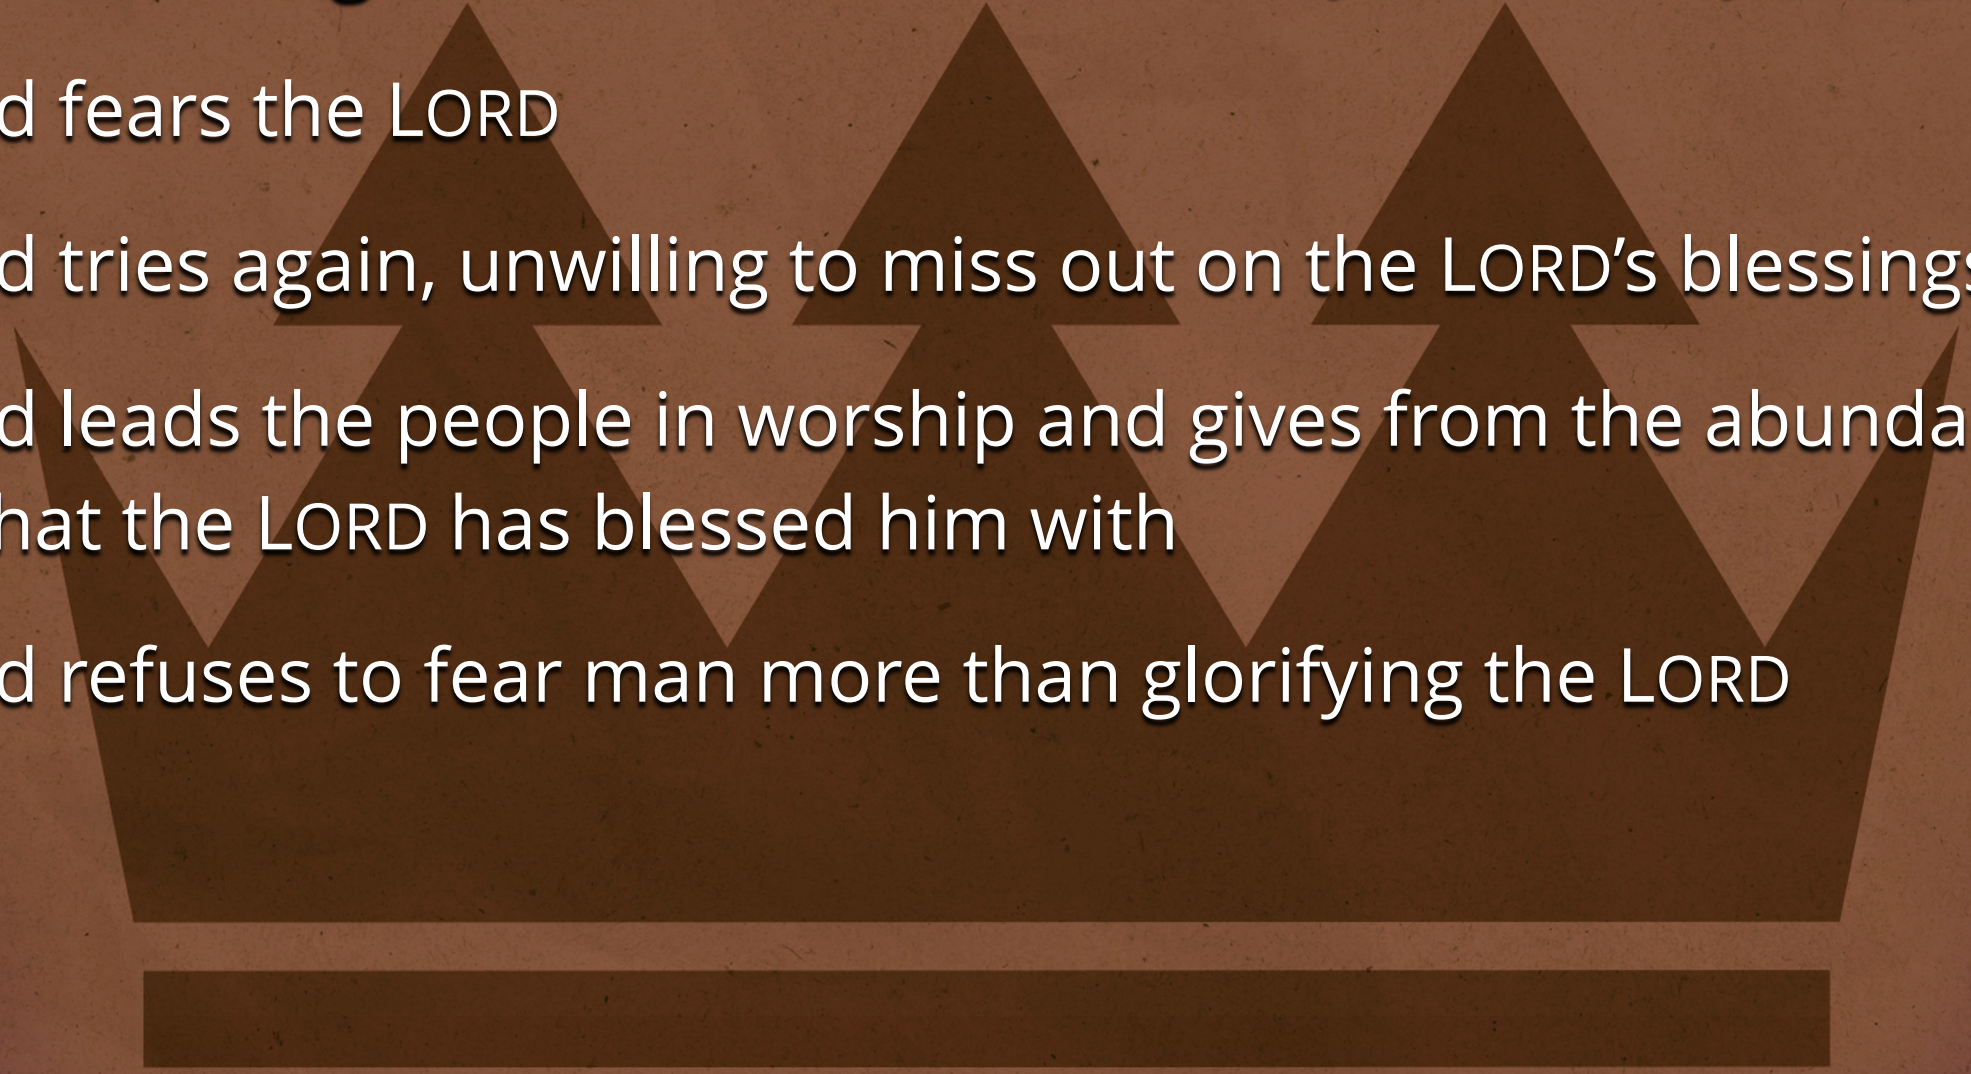 d fears the LORD
d tries again, unwilling to miss out on the LORD’s blessings
d leads the people in worship and gives from the abunda
hat the LORD has blessed him with
d refuses to fear man more than glorifying the LORD